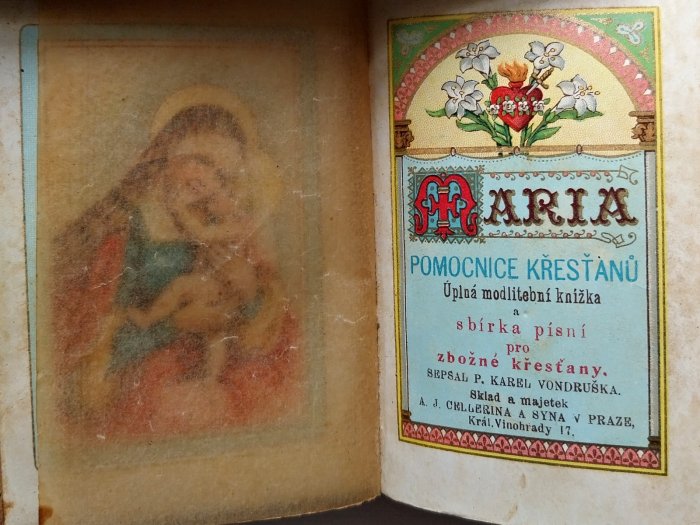 MARIA
POMOCNICE KŘESŤANŮ
Úplná modlitební knížka
a
sbírka písní
pro
zbožné křesťany.
SEPSAL P. KAREL VONDRUŠKA.
Sklad a majetek
A. J. CELLERINA A SYNA V PRAZE,
Král. Vinohrady 17.